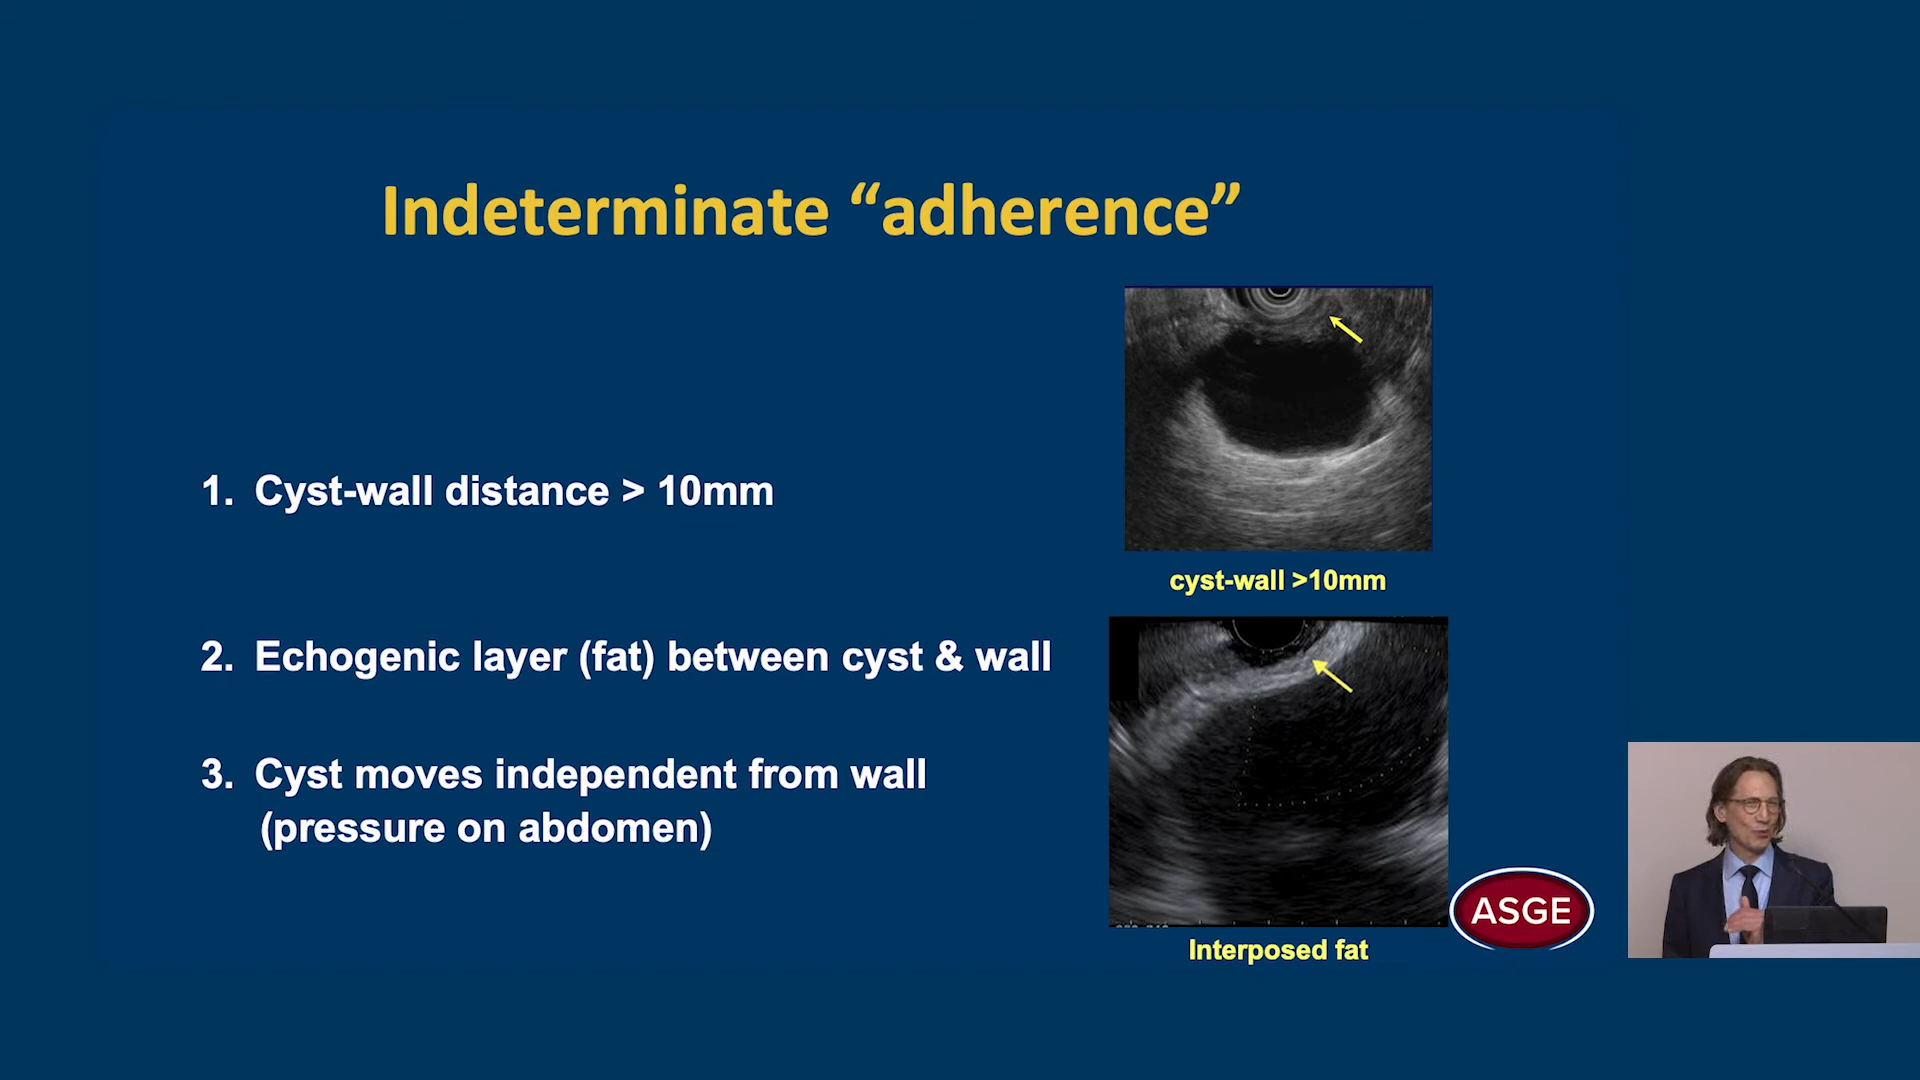 Indeterminate “adherence”
1. Cyst-wall distance > 10mm
cyst-wall >10mm
2. Echogenic layer (fat) between cyst & wall
3. Cyst moves independent from wall
(pressure on abdomen)
Interposed fat
ASGE